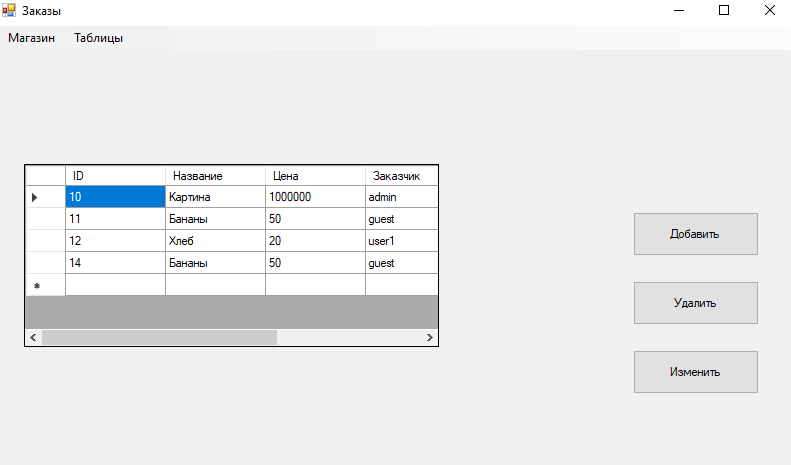 Заказы
Магазин Таблицы
ID Название Цена Заказчик
10 Картина 1000000 admin
11 Бананы 50 guest
12 Хлеб 20 user1
14 Бананы 50 guest
Добавить
Удалить
Изменить